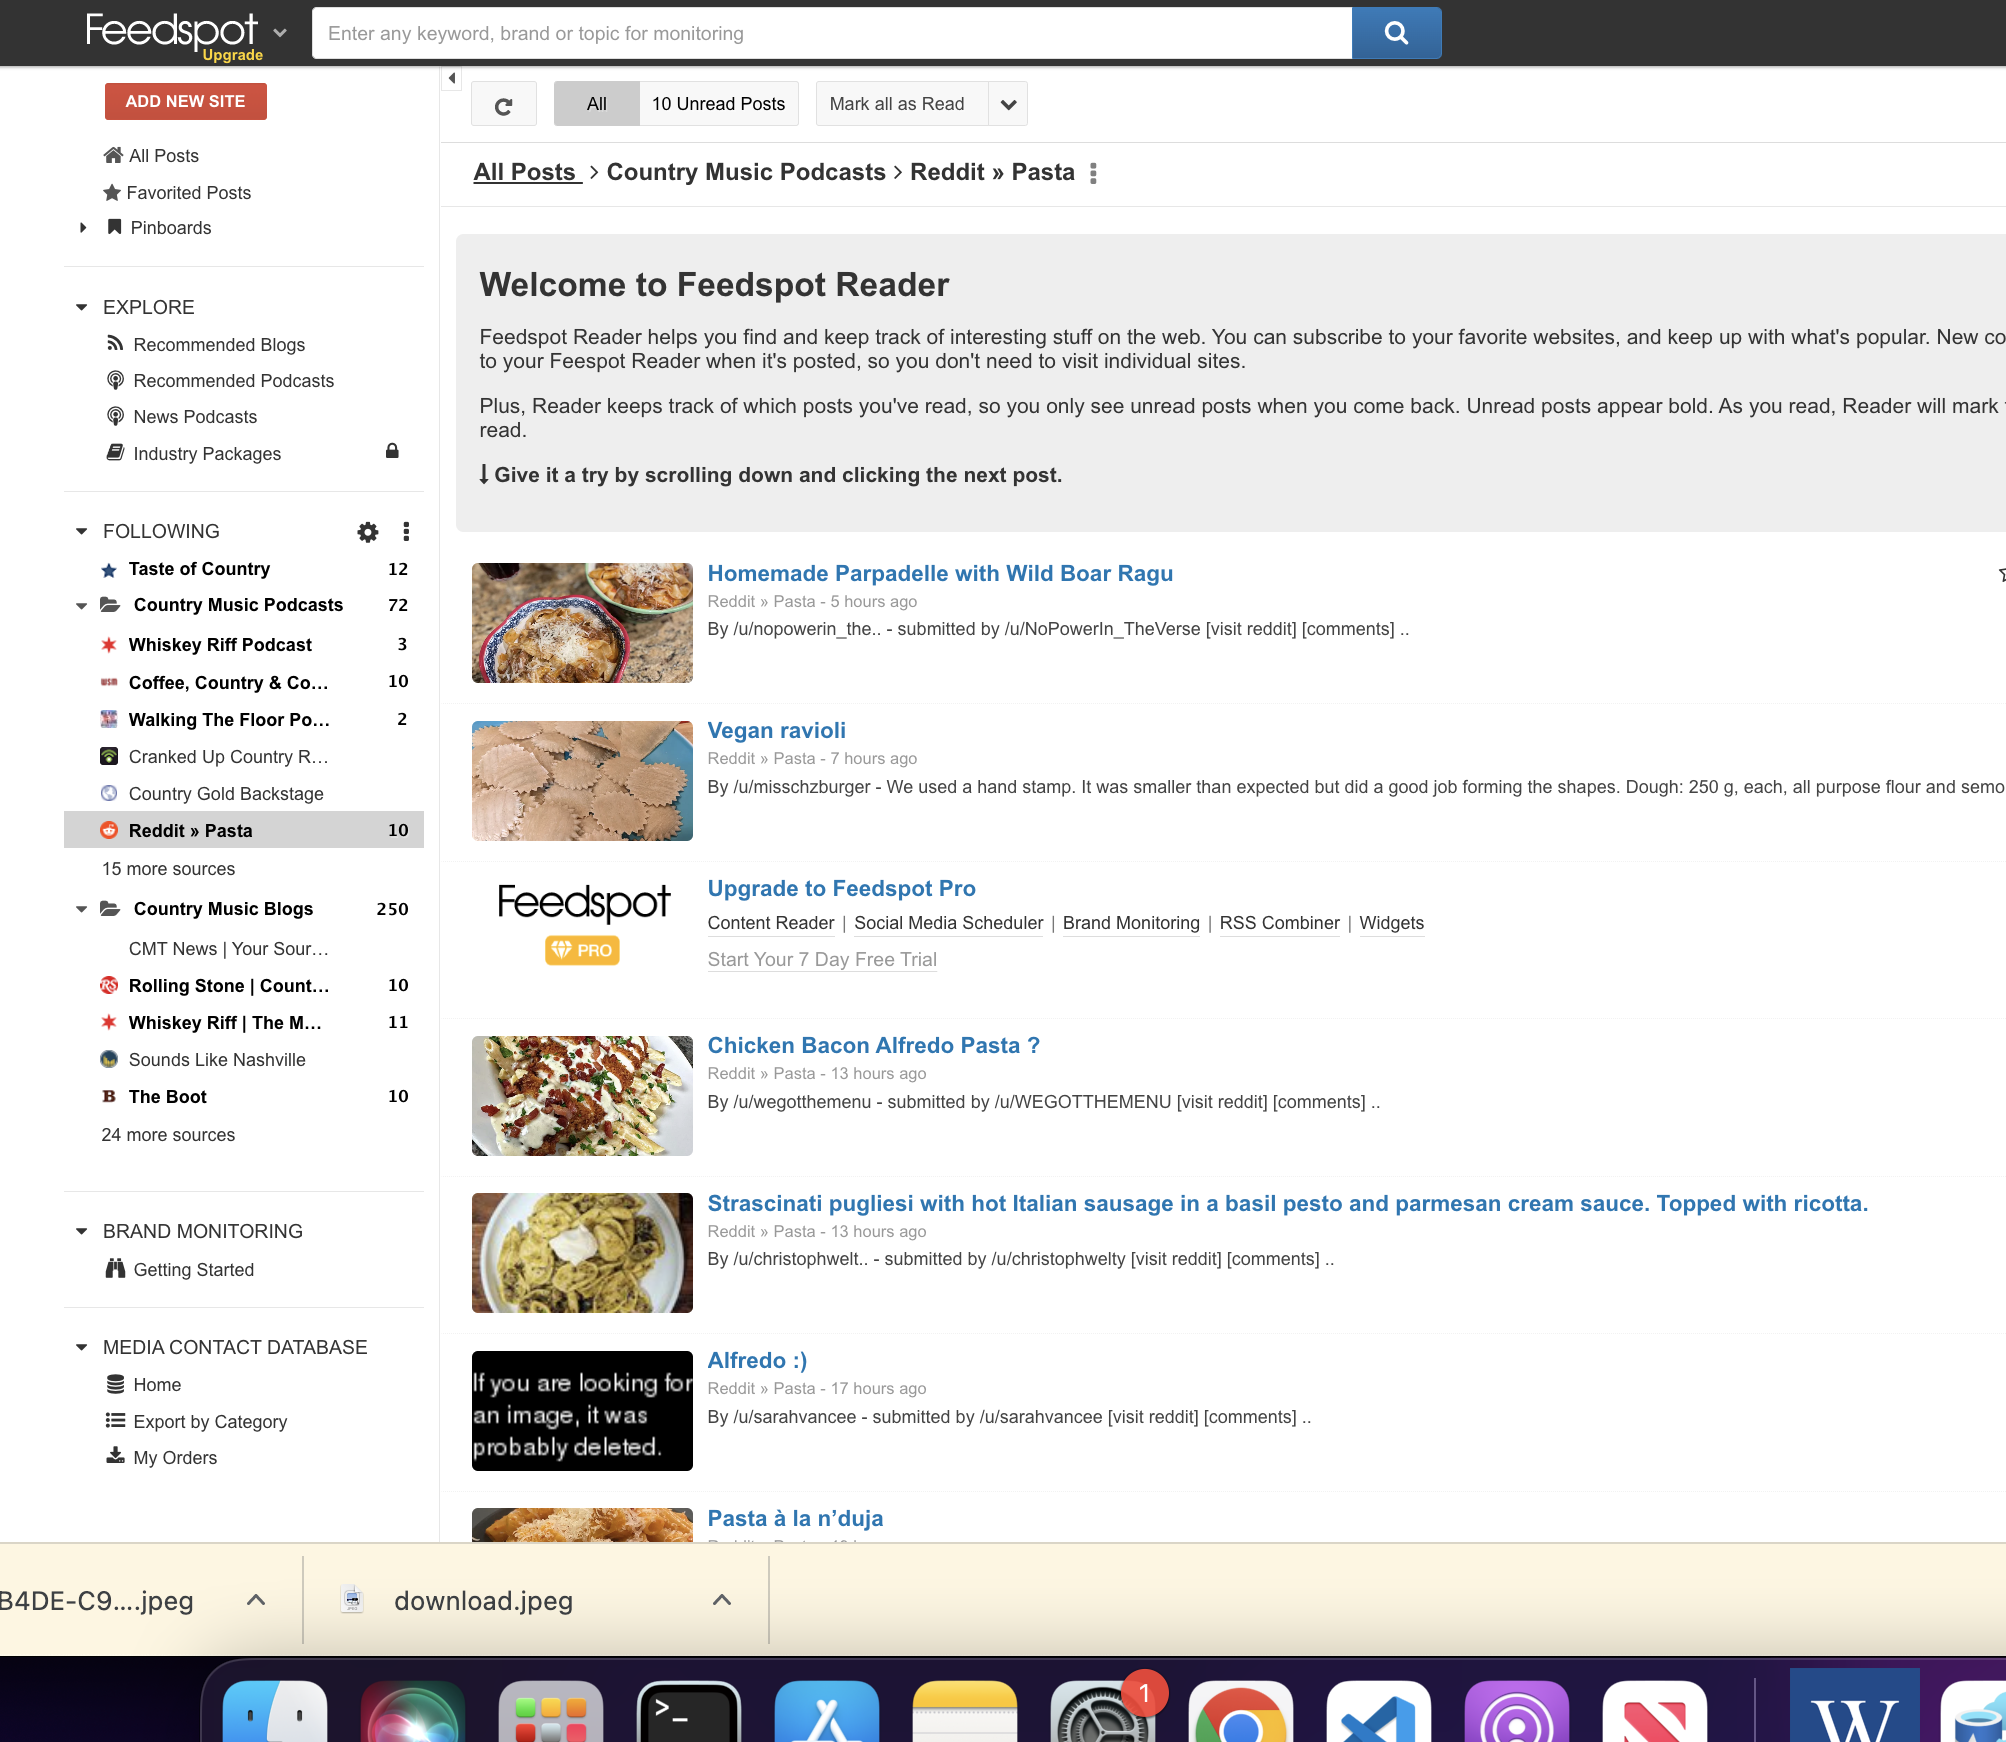 Feedspot
Upgrade
Enter any keyword, brand or topic for monitoring
ADD NEW SITE
All Posts
Favorited Posts
Pinboards
EXPLORE
Recommended Blogs
Recommended Podcasts
News Podcasts
Industry Packages
FOLLOWING
Taste of Country 12
Country Music Podcasts 72
Whiskey Riff Podcast 3
Coffee, Country & Co... 10
Walking The Floor Po... 2
Cranked Up Country R...
Country Gold Backstage
Reddit » Pasta 10
15 more sources
Country Music Blogs 250
CMT News | Your Sour...
Rolling Stone | Count... 10
Whiskey Riff | The M... 11
Sounds Like Nashville
The Boot 10
24 more sources
BRAND MONITORING
Getting Started
MEDIA CONTACT DATABASE
Home
Export by Category
My Orders
All
10 Unread Posts
Mark all as Read
All Posts > Country Music Podcasts > Reddit » Pasta
Welcome to Feedspot Reader
Feedspot Reader helps you find and keep track of interesting stuff on the web. You can subscribe to your favorite websites, and keep up with what's popular. New co
to your Feespot Reader when it's posted, so you don't need to visit individual sites.
Plus, Reader keeps track of which posts you've read, so you only see unread posts when you come back. Unread posts appear bold. As you read, Reader will mark
read.
Give it a try by scrolling down and clicking the next post.
Homemade Parpadelle with Wild Boar Ragu
Reddit » Pasta - 5 hours ago
By /u/nopowerin_the.. - submitted by /u/NoPowerIn_TheVerse [visit reddit] [comments] ..
Vegan ravioli
Reddit » Pasta - 7 hours ago
By /u/misschzburger - We used a hand stamp. It was smaller than expected but did a good job forming the shapes. Dough: 250 g, each, all purpose flour and semo
Feedspot
PRO
Upgrade to Feedspot Pro
Content Reader | Social Media Scheduler | Brand Monitoring | RSS Combiner | Widgets
Start Your 7 Day Free Trial
Chicken Bacon Alfredo Pasta ?
Reddit » Pasta - 13 hours ago
By /u/wegotthemenu - submitted by /u/WEGOTTHEMENU [visit reddit] [comments] ..
Strascinati pugliesi with hot Italian sausage in a basil pesto and parmesan cream sauce. Topped with ricotta.
Reddit » Pasta - 13 hours ago
By /u/christophwelt.. - submitted by /u/christophwelty [visit reddit] [comments] ..
If you are looking for
an image, it was
probably deleted.
Alfredo :)
Reddit » Pasta - 17 hours ago
By /u/sarahvancee - submitted by /u/sarahvancee [visit reddit] [comments] ..
Pasta à la n’duja
B4DE-C9....jpeg
download.jpeg
>_
1
W